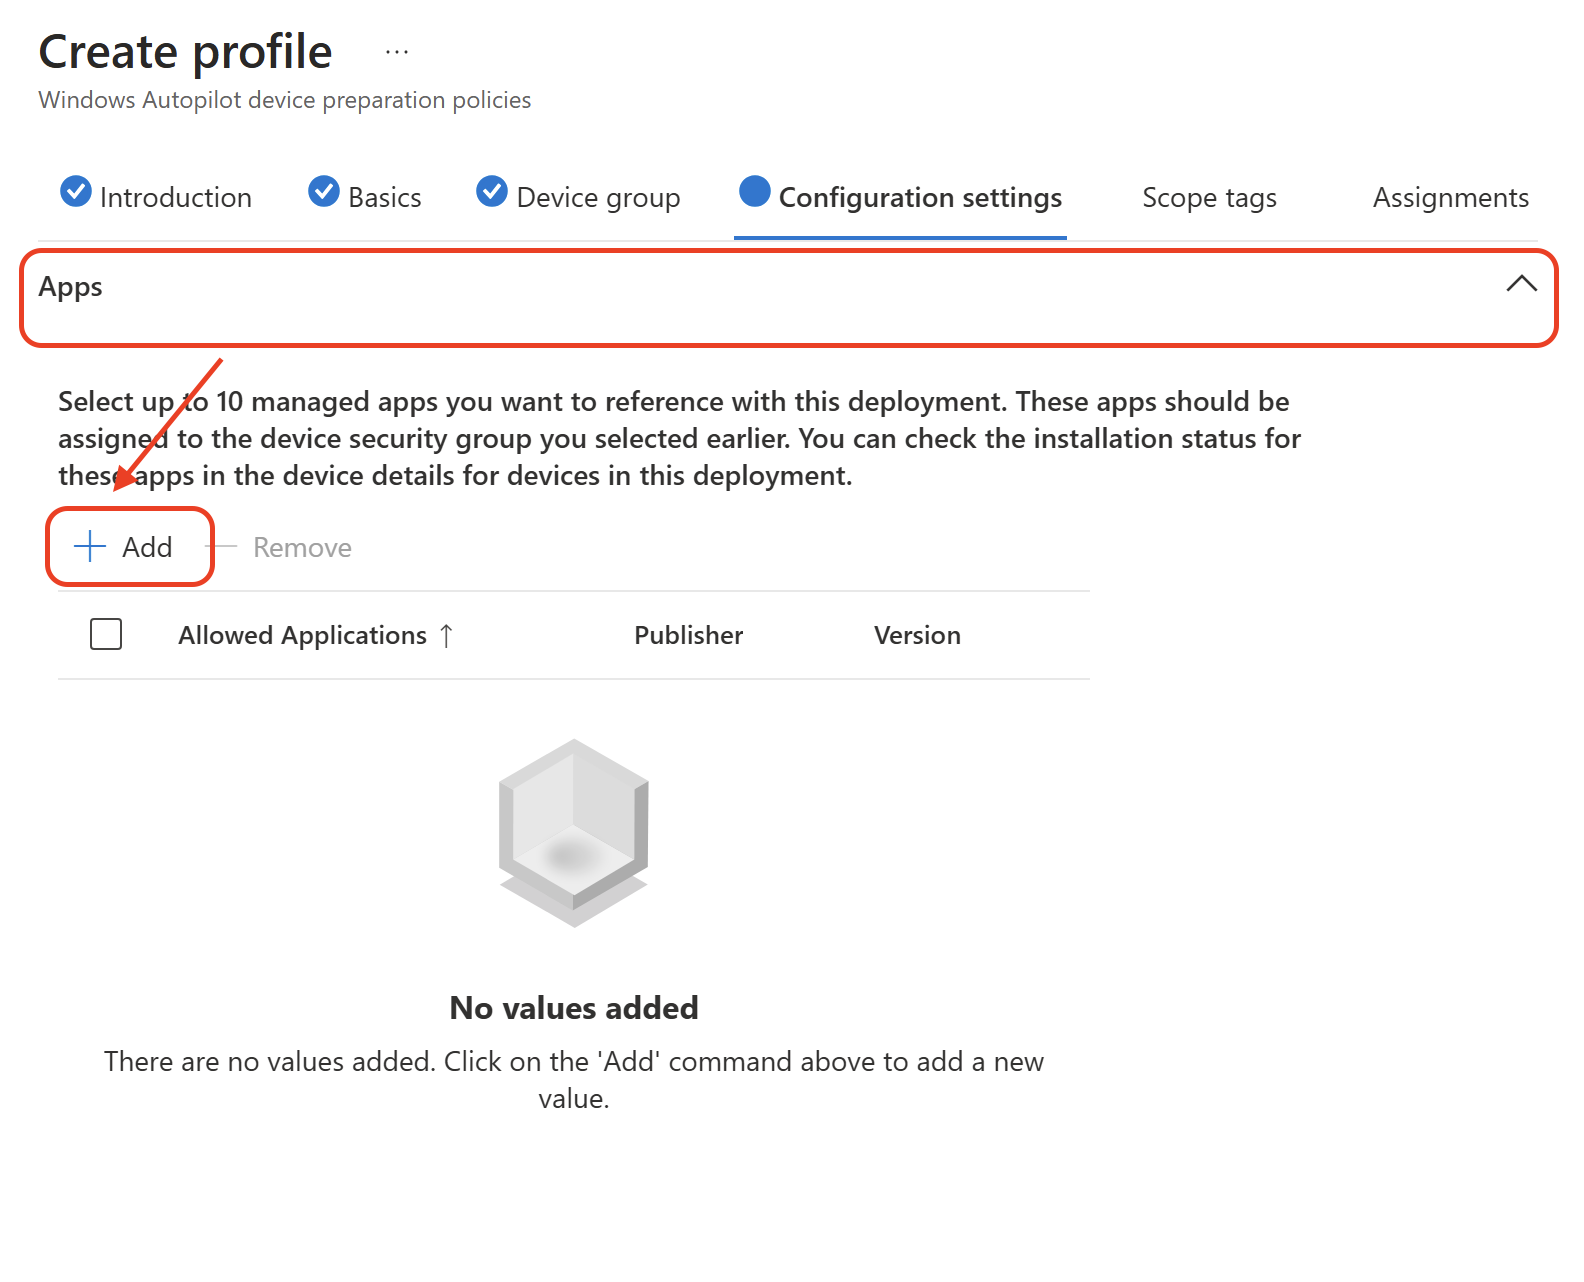 Create profile ...
Windows Autopilot device preparation policies
Introduction Basics Device group Configuration settings Scope tags Assignments
Apps
Select up to 10 managed apps you want to reference with this deployment. These apps should be
assigned to the device security group you selected earlier. You can check the installation status for
these apps in the device details for devices in this deployment.
Add Remove
Allowed Applications ↑ Publisher Version
No values added
There are no values added. Click on the 'Add' command above to add a new
value.